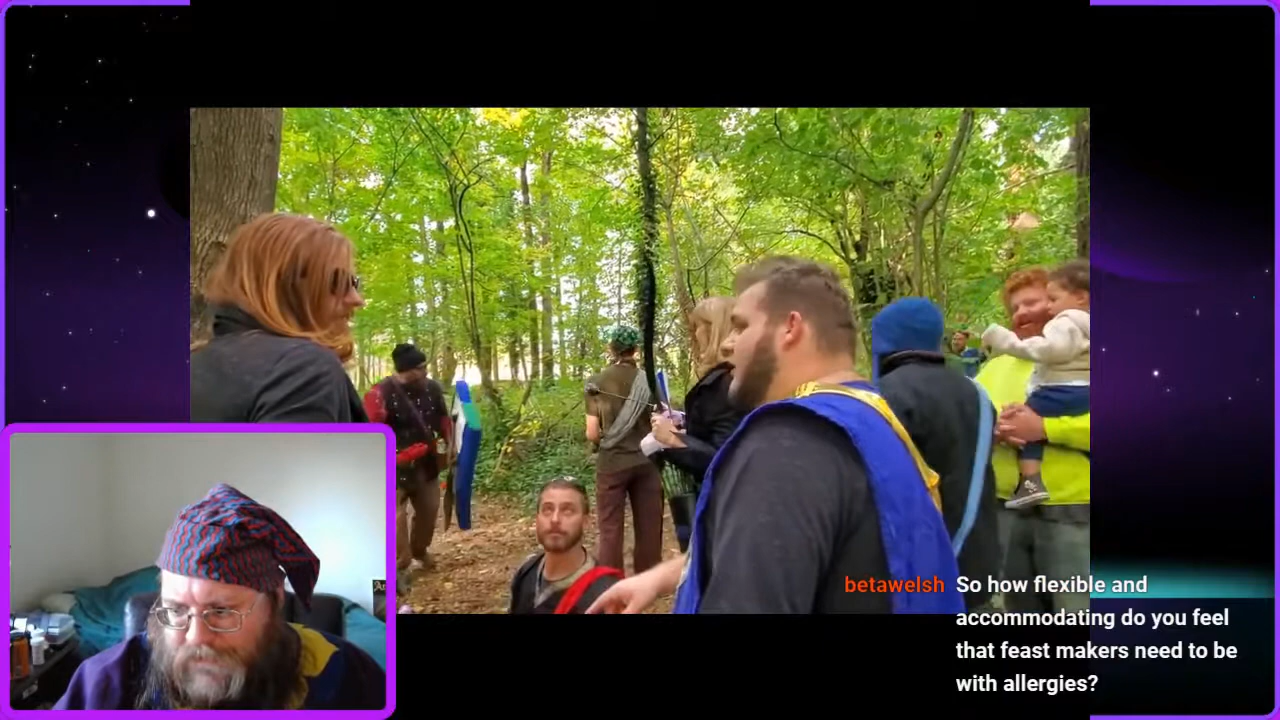 betawelsh So how flexible and
accommodating do you feel
that feast makers need to be
with allergies?